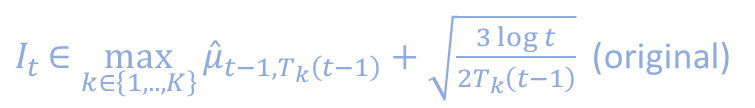 I_t ∈ max_{k∈{1,..,K}} μ̂_{t−1,T_k(t−1)} + √(3 log t / 2T_k(t−1)) (original)